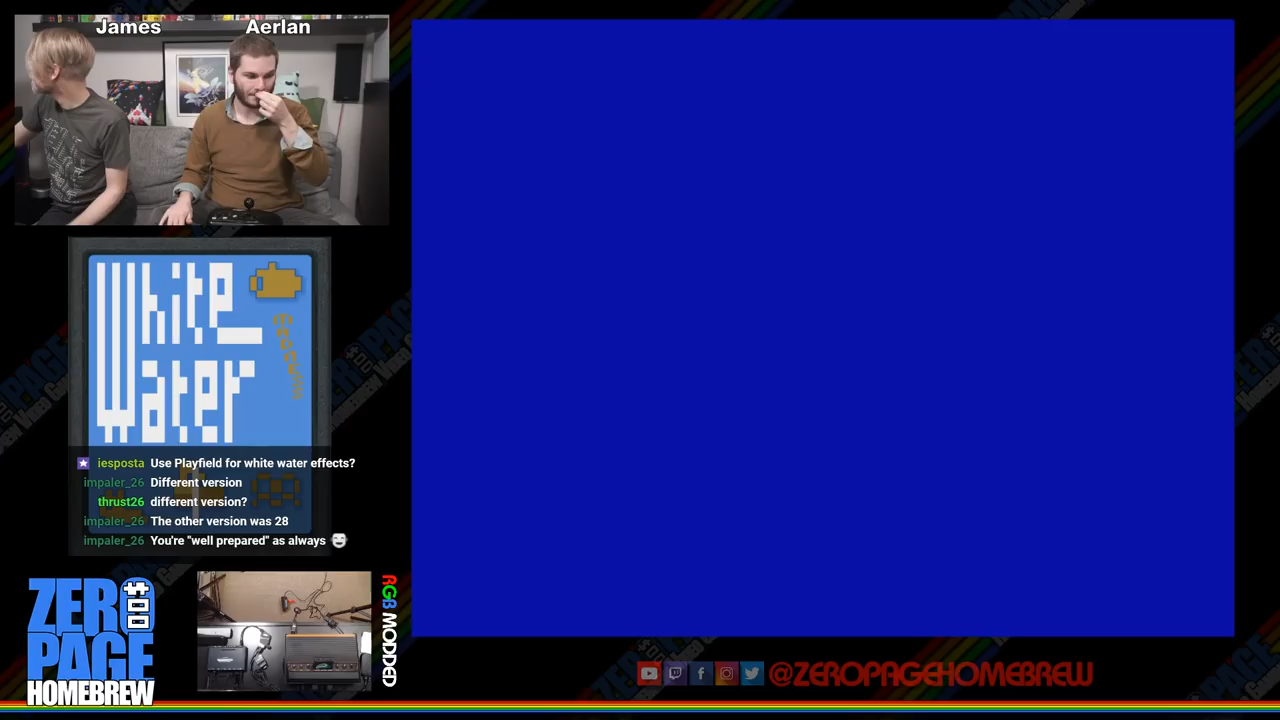 James
Aerlan
White
Water
iesposta Use Playfield for white water effects?
impaler_26 Different version
thrust26 different version?
impaler_26 The other version was 28
impaler_26 You're "well prepared" as always
ZERO
PAGE
HOMEBREW
RGB MODDED
@ZEROPAGEHOMEBREW